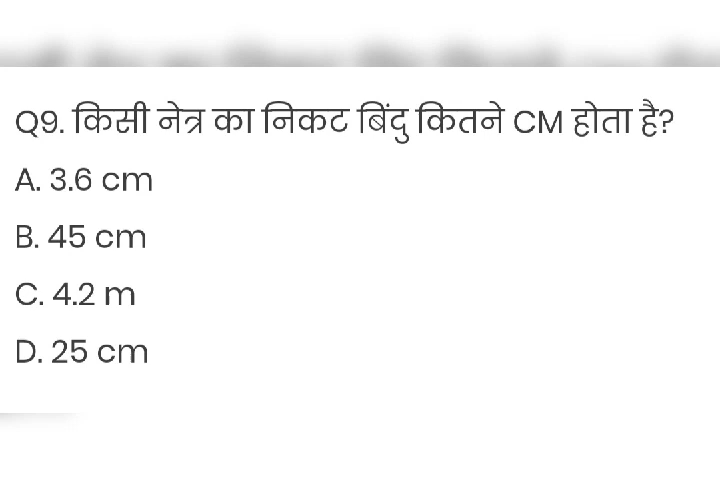 Q9. किसी नेत्र का निकट बिंदु कितने CM होता है?
A. 3.6 cm
B. 45 cm
C. 4.2 m
D. 25 cm